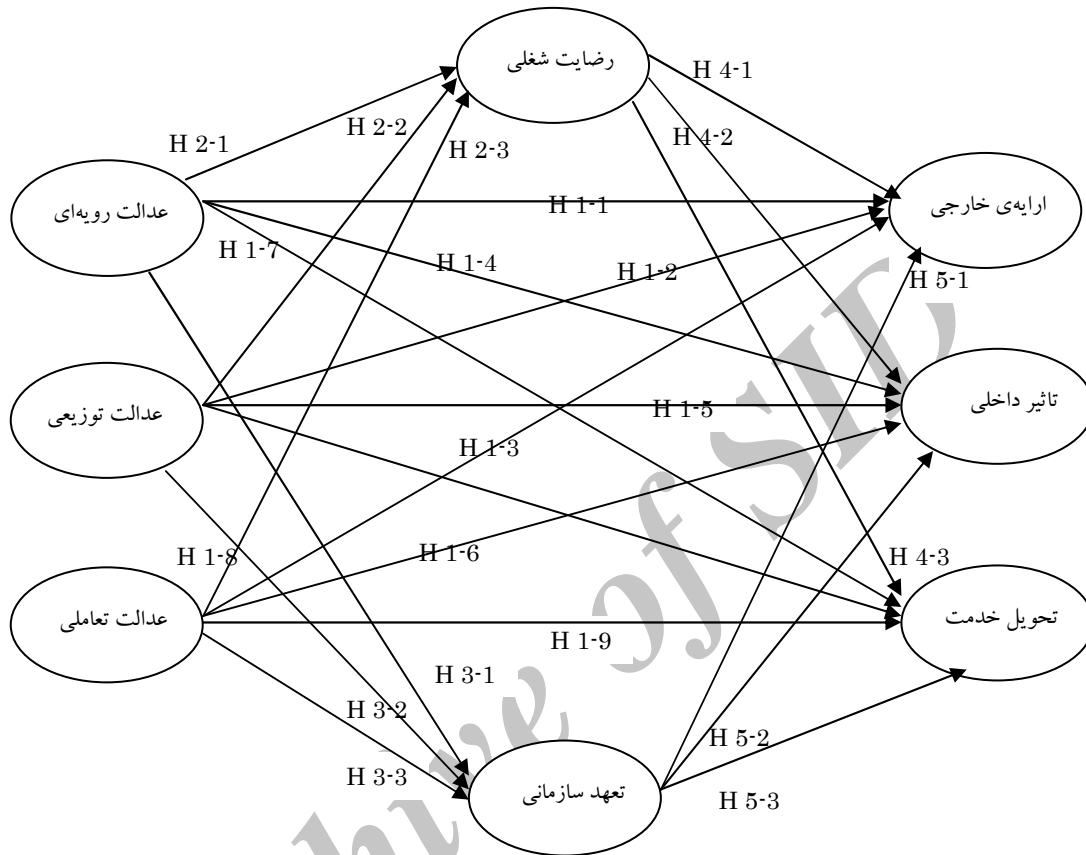 رضایت شغلی
H 4-1
H 2-2
H 4-2
H 2-1
H 2-3
عدالت رویه‌ای
H 1-1
ارایه‌ی خارجی
H 1-7
H 1-4
H 1-2
H 5-1
عدالت توزیعی
H 1-5
تاثیر داخلی
H 1-3
H 1-8
H 1-6
H 4-3
عدالت تعاملی
H 1-9
تحویل خدمت
H 3-1
H 3-2
H 5-2
H 3-3
تعهد سازمانی
H 5-3
hive of SID